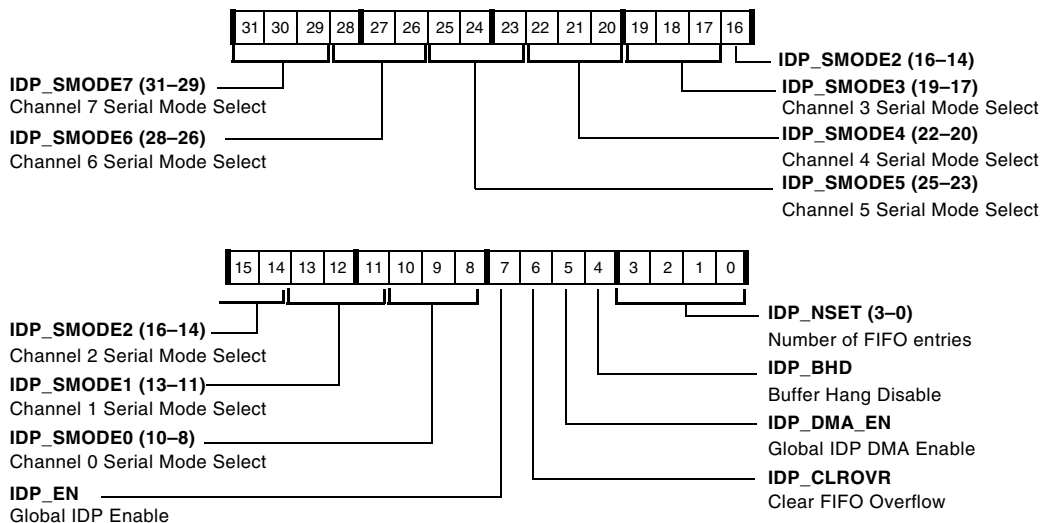 31 30 29 28 27 26 25 24 23 22 21 20 19 18 17 16
IDP_SMODE7 (31–29)
Channel 7 Serial Mode Select
IDP_SMODE6 (28–26)
Channel 6 Serial Mode Select
IDP_SMODE2 (16–14)
IDP_SMODE3 (19–17)
Channel 3 Serial Mode Select
IDP_SMODE4 (22–20)
Channel 4 Serial Mode Select
IDP_SMODE5 (25–23)
Channel 5 Serial Mode Select
15 14 13 12 11 10 9 8 7 6 5 4 3 2 1 0
IDP_SMODE2 (16–14)
Channel 2 Serial Mode Select
IDP_SMODE1 (13–11)
Channel 1 Serial Mode Select
IDP_SMODE0 (10–8)
Channel 0 Serial Mode Select
IDP_EN
Global IDP Enable
IDP_NSET (3–0)
Number of FIFO entries
IDP_BHD
Buffer Hang Disable
IDP_DMA_EN
Global IDP DMA Enable
IDP_CLROVR
Clear FIFO Overflow